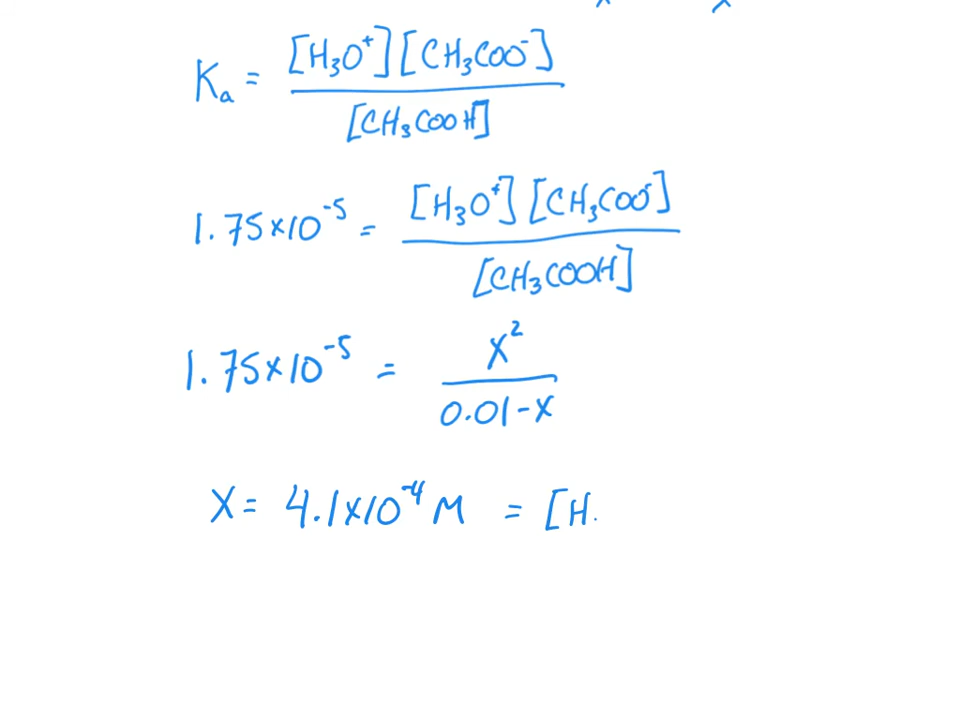 Ka = [H₃O⁺][CH₃COO⁻] / [CH₃COOH]
1.75×10⁻⁵ = [H₃O⁺][CH₃COO⁻] / [CH₃COOH]
1.75×10⁻⁵ = x² / 0.01-x
x = 4.1×10⁻⁴ M = [H